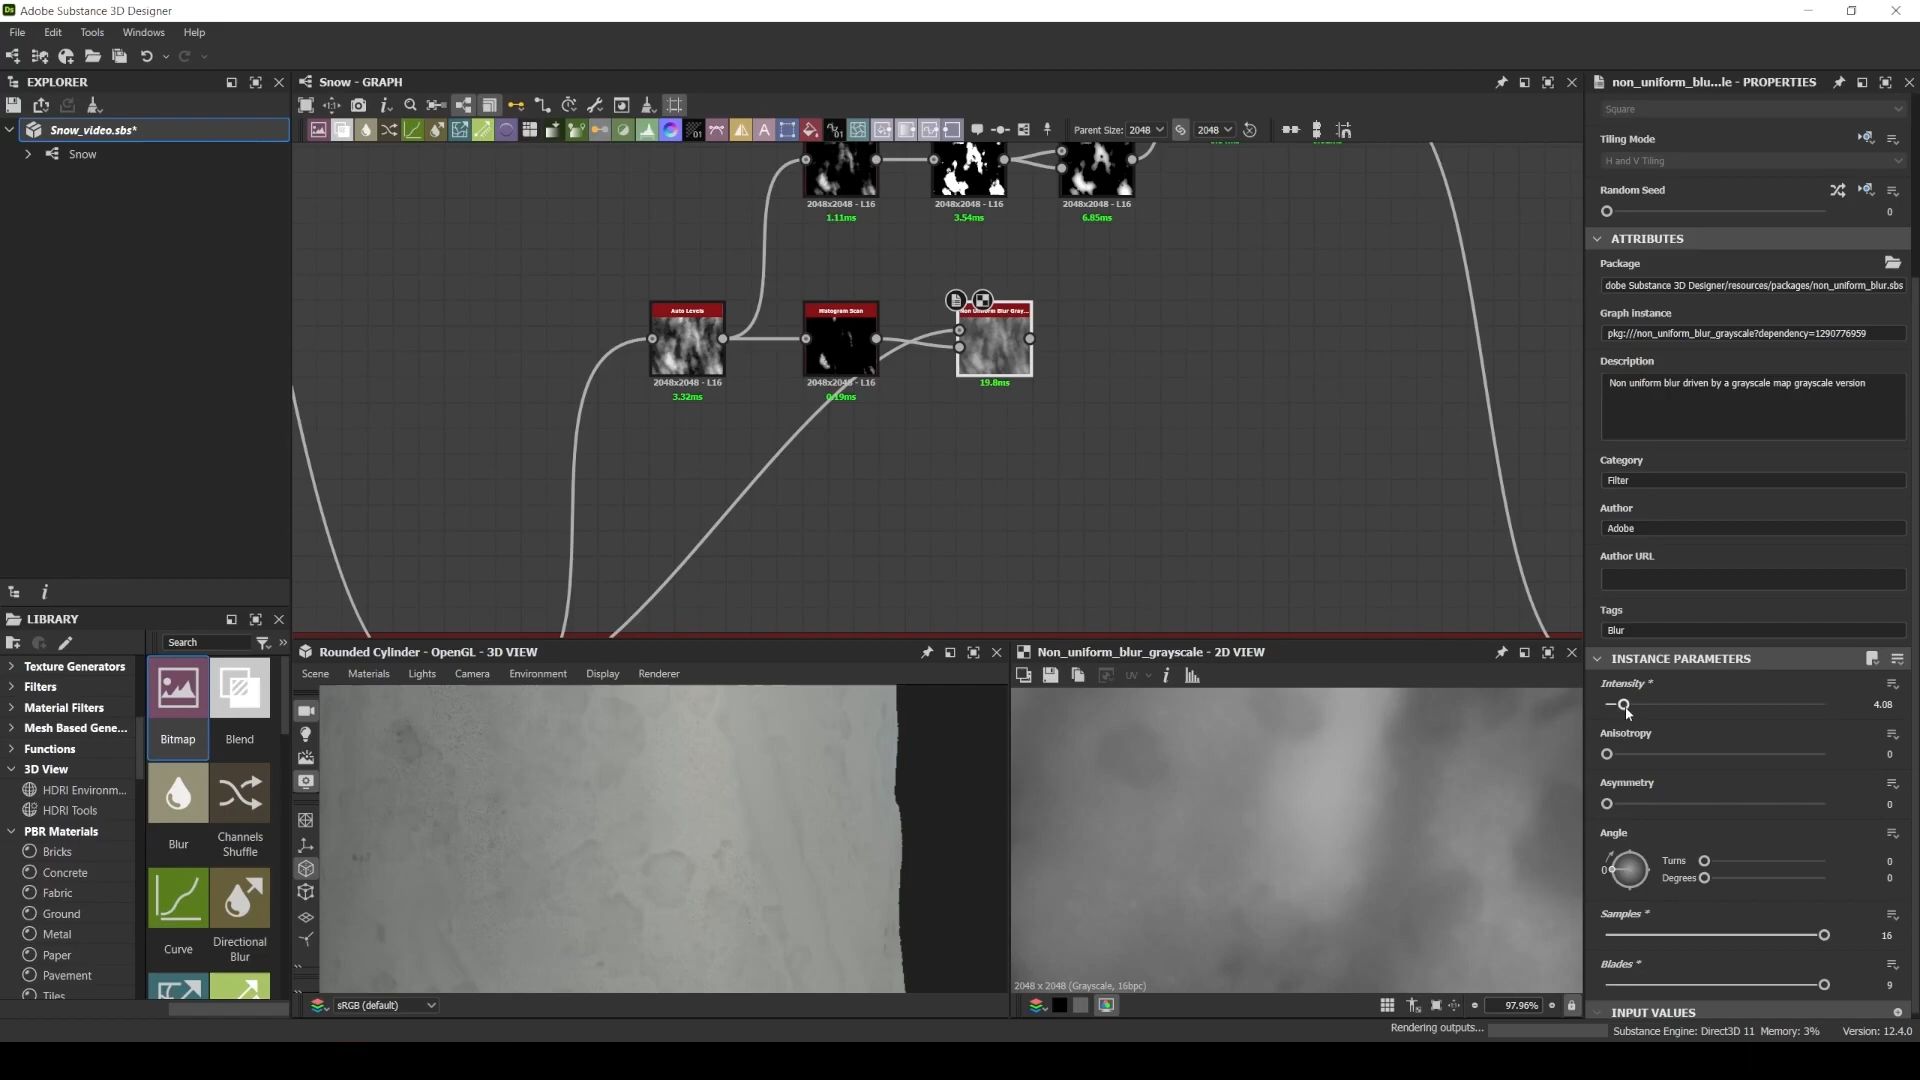 Adobe Substance 3D Designer
File Edit Tools Windows Help
EXPLORER
Snow_video.sbs*
Snow
Snow - GRAPH
Parent Size: 2048 2048
2048x2048 - L16
1.11ms
2048x2048 - L16
3.54ms
2048x2048 - L16
6.85ms
Auto Levels
2048x2048 - L16
3.32ms
Histogram Scan
2048x2048 - L16
0.19ms
Non Uniform Blur Gray...
19.8ms
LIBRARY
Search
Texture Generators
Filters
Material Filters
Mesh Based Gene...
Functions
3D View
HDRI Environm...
HDRI Tools
PBR Materials
Bricks
Concrete
Fabric
Ground
Metal
Paper
Pavement
Tiles
Bitmap
Blend
Blur
Channels
Shuffle
Curve
Directional
Blur
Rounded Cylinder - OpenGL - 3D VIEW
Scene Materials Lights Camera Environment Display Renderer
sRGB (default)
Non_uniform_blur_grayscale - 2D VIEW
UV
2048 x 2048 (Grayscale, 16bpc)
97.96%
non_uniform_blu...le - PROPERTIES
Square
Tiling Mode
H and V Tiling
Random Seed
0
ATTRIBUTES
Package
dobe Substance 3D Designer/resources/packages/non_uniform_blur.sbs
Graph instance
pkg:///non_uniform_blur_grayscale?dependency=1290776959
Description
Non uniform blur driven by a grayscale map grayscale version
Category
Filter
Author
Adobe
Author URL
Tags
Blur
INSTANCE PARAMETERS
Intensity *
4.08
Anisotropy
0
Asymmetry
0
Angle
0
Turns 0
Degrees 0
Samples *
16
Blades *
9
INPUT VALUES
Rendering outputs...
Substance Engine: Direct3D 11 Memory: 3% Version: 12.4.0